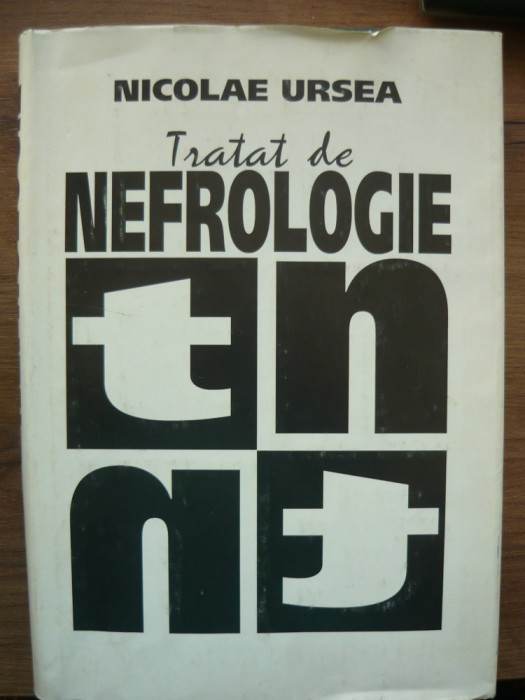 NICOLAE URSEA
Tratat de
NEFROLOGIE
t n
n t